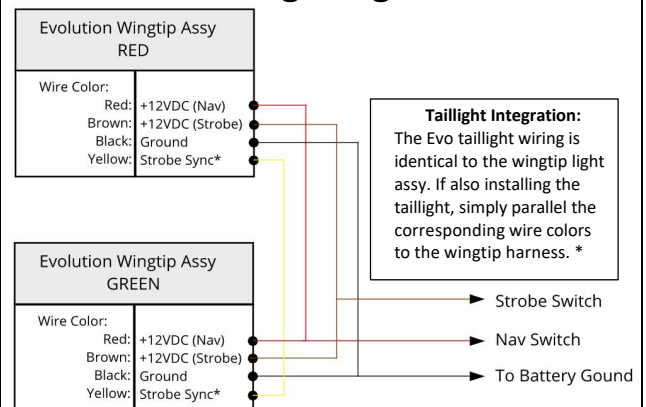 Evolution Wingtip Assy
RED
Wire Color:
Red: +12VDC (Nav)
Brown: +12VDC (Strobe)
Black: Ground
Yellow: Strobe Sync*
Taillight Integration:
The Evo taillight wiring is
identical to the wingtip light
assy. If also installing the
taillight, simply parallel the
corresponding wire colors
to the wingtip harness. *
Evolution Wingtip Assy
GREEN
Wire Color:
Red: +12VDC (Nav)
Brown: +12VDC (Strobe)
Black: Ground
Yellow: Strobe Sync*
Strobe Switch
Nav Switch
To Battery Gound